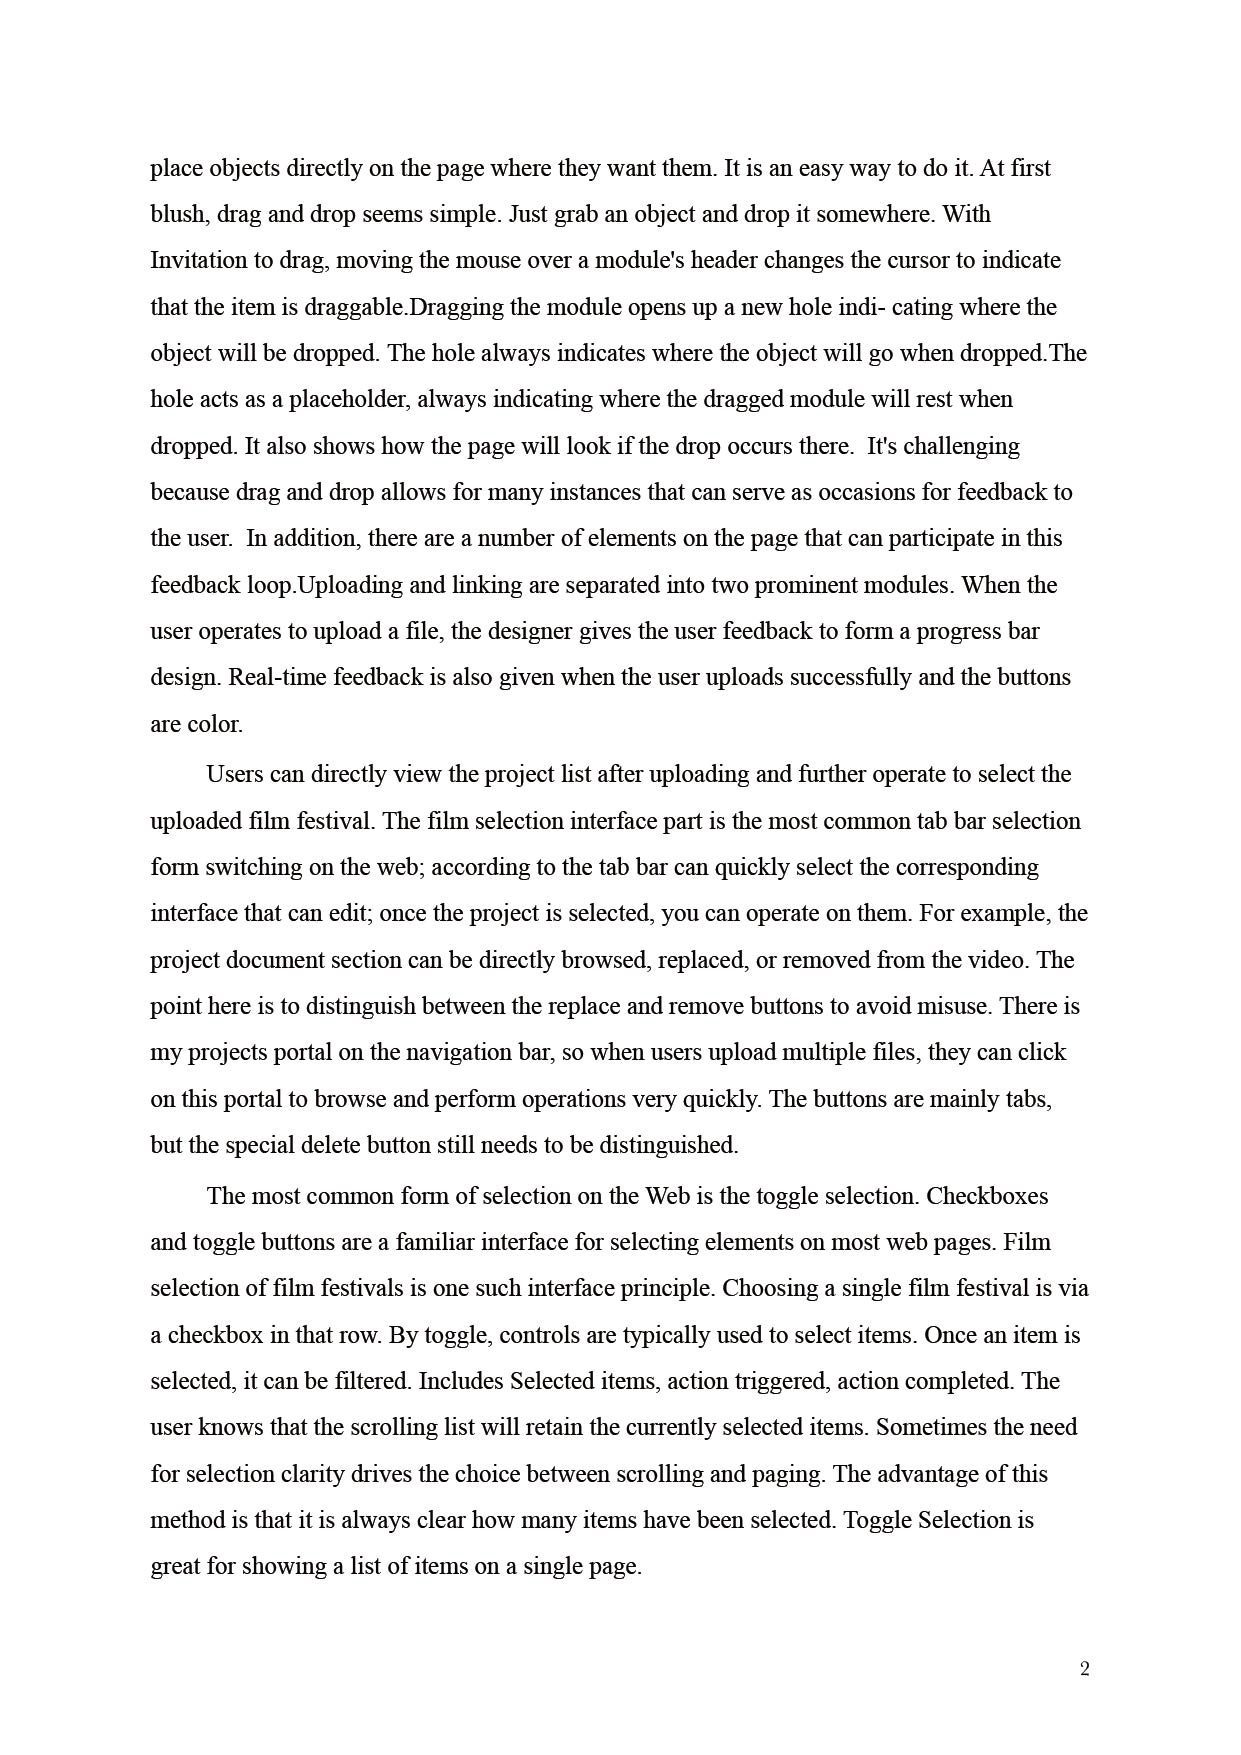 place objects directly on the page where they want them. It is an easy way to do it. At first
blush, drag and drop seems simple. Just grab an object and drop it somewhere. With
Invitation to drag, moving the mouse over a module's header changes the cursor to indicate
that the item is draggable.Dragging the module opens up a new hole indi- cating where the
object will be dropped. The hole always indicates where the object will go when dropped.The
hole acts as a placeholder, always indicating where the dragged module will rest when
dropped. It also shows how the page will look if the drop occurs there.  It's challenging
because drag and drop allows for many instances that can serve as occasions for feedback to
the user.  In addition, there are a number of elements on the page that can participate in this
feedback loop.Uploading and linking are separated into two prominent modules. When the
user operates to upload a file, the designer gives the user feedback to form a progress bar
design. Real-time feedback is also given when the user uploads successfully and the buttons
are color.
Users can directly view the project list after uploading and further operate to select the
uploaded film festival. The film selection interface part is the most common tab bar selection
form switching on the web; according to the tab bar can quickly select the corresponding
interface that can edit; once the project is selected, you can operate on them. For example, the
project document section can be directly browsed, replaced, or removed from the video. The
point here is to distinguish between the replace and remove buttons to avoid misuse. There is
my projects portal on the navigation bar, so when users upload multiple files, they can click
on this portal to browse and perform operations very quickly. The buttons are mainly tabs,
but the special delete button still needs to be distinguished.
The most common form of selection on the Web is the toggle selection. Checkboxes
and toggle buttons are a familiar interface for selecting elements on most web pages. Film
selection of film festivals is one such interface principle. Choosing a single film festival is via
a checkbox in that row. By toggle, controls are typically used to select items. Once an item is
selected, it can be filtered. Includes Selected items, action triggered, action completed. The
user knows that the scrolling list will retain the currently selected items. Sometimes the need
for selection clarity drives the choice between scrolling and paging. The advantage of this
method is that it is always clear how many items have been selected. Toggle Selection is
great for showing a list of items on a single page.
2